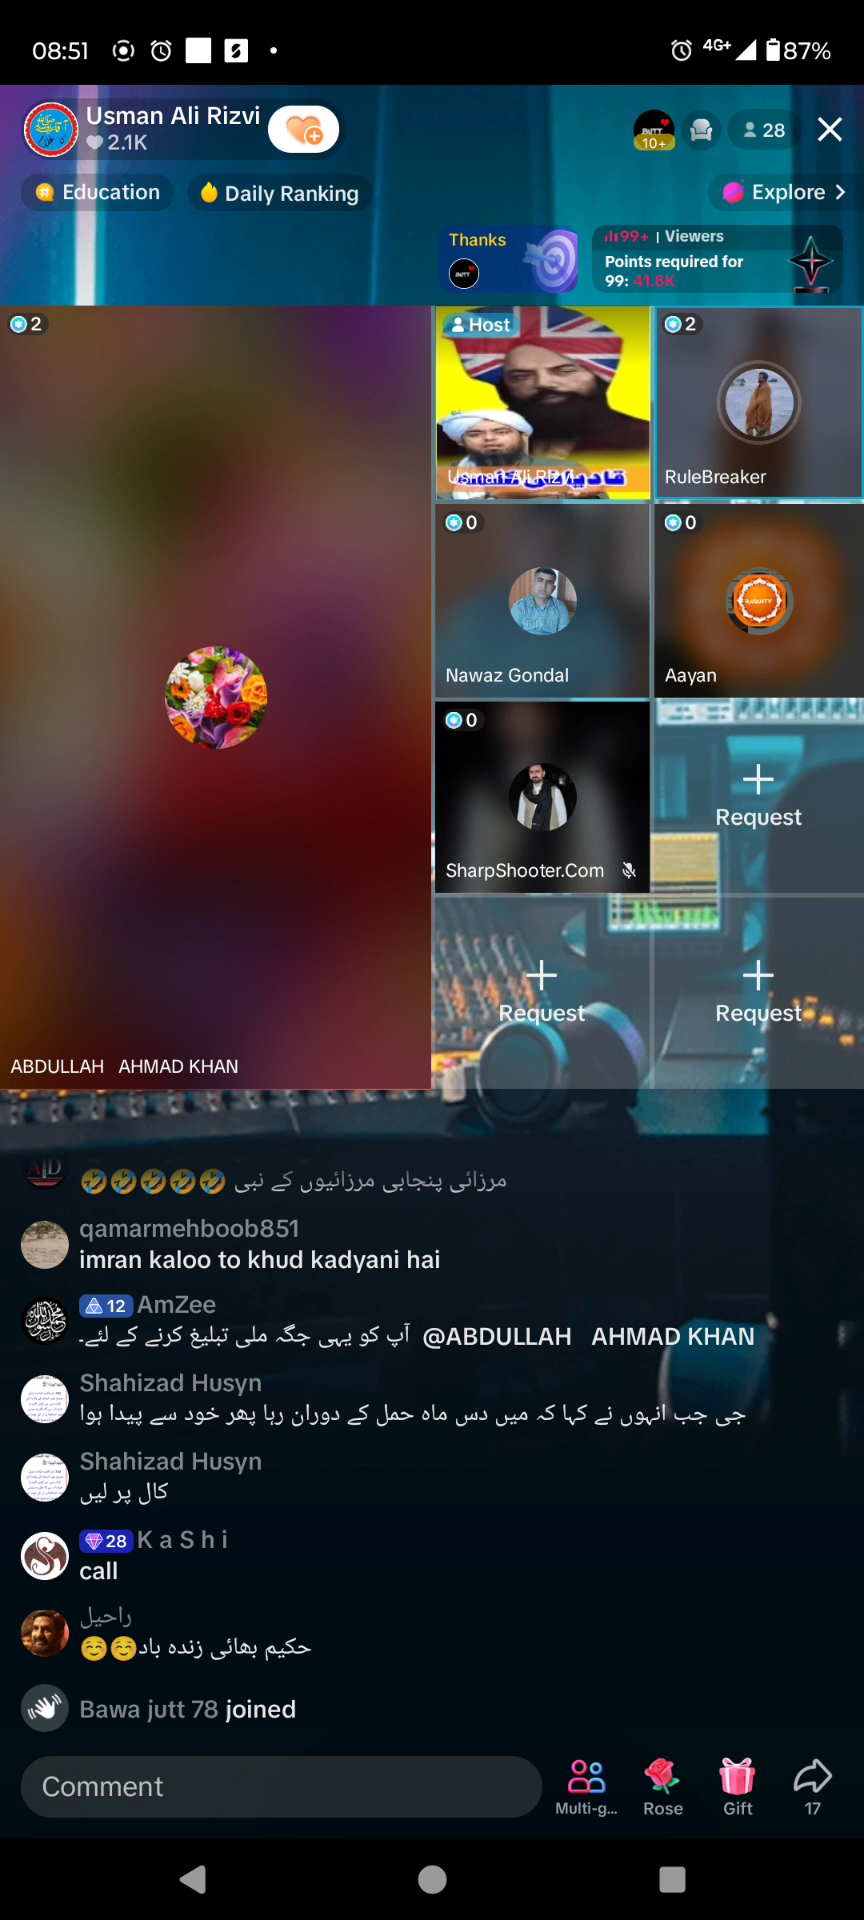 08:51
4G+
87%
Usman Ali Rizvi
2.1K
10+
28
Education
Daily Ranking
Explore
Thanks
99+ | Viewers
Points required for
99: 41.8K
2
Host
2
Usman Ali Rizvi
RuleBreaker
0
0
Nawaz Gondal
Aayan
0
Request
SharpShooter.Com
Request
Request
ABDULLAH AHMAD KHAN
مرزائی پنجابی مرزائیوں کے نبی 🤣🤣🤣🤣🤣
qamarmehboob851
imran kaloo to khud kadyani hai
12 AmZee
@ABDULLAH AHMAD KHAN آپ کو یہی جگہ ملی تبلیغ کرنے کے لئے۔
Shahizad Husyn
جی جب انہوں نے کہا کہ میں دس ماہ حمل کے دوران رہا پھر خود سے پیدا ہوا
Shahizad Husyn
کال پر لیں
28 K a S h i
call
راحیل
حکیم بھائی زندہ باد☺️☺️
Bawa jutt 78 joined
Comment
Multi-g...
Rose
Gift
17